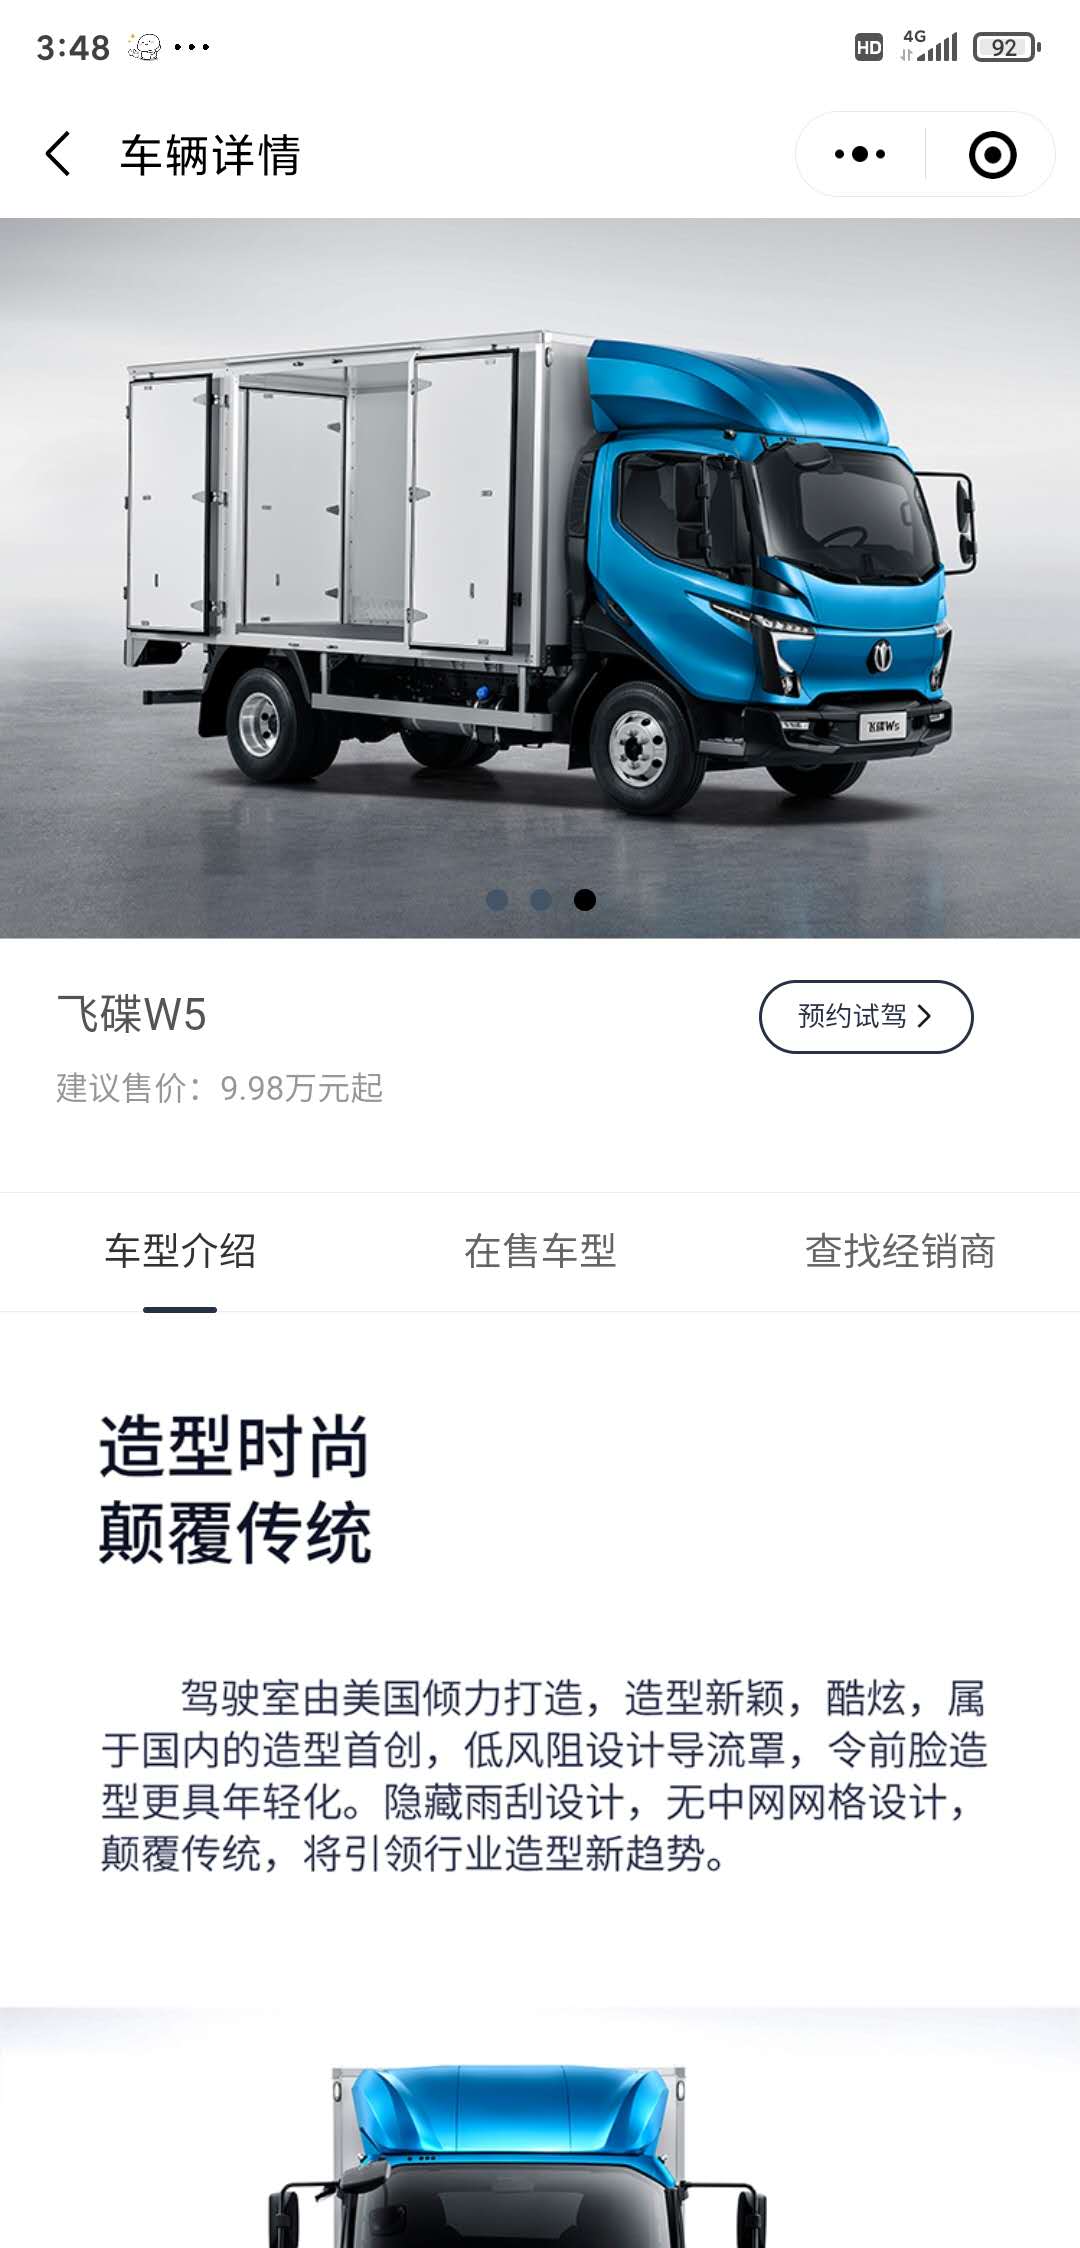 3:48
HD
4G
92
车辆详情
飞碟W5
飞碟W5
预约试驾
建议售价：9.98万元起
车型介绍
在售车型
查找经销商
造型时尚
颠覆传统
驾驶室由美国倾力打造，造型新颖，酷炫，属
于国内的造型首创，低风阻设计导流罩，令前脸造
型更具年轻化。隐藏雨刮设计，无中网网格设计，
颠覆传统，将引领行业造型新趋势。